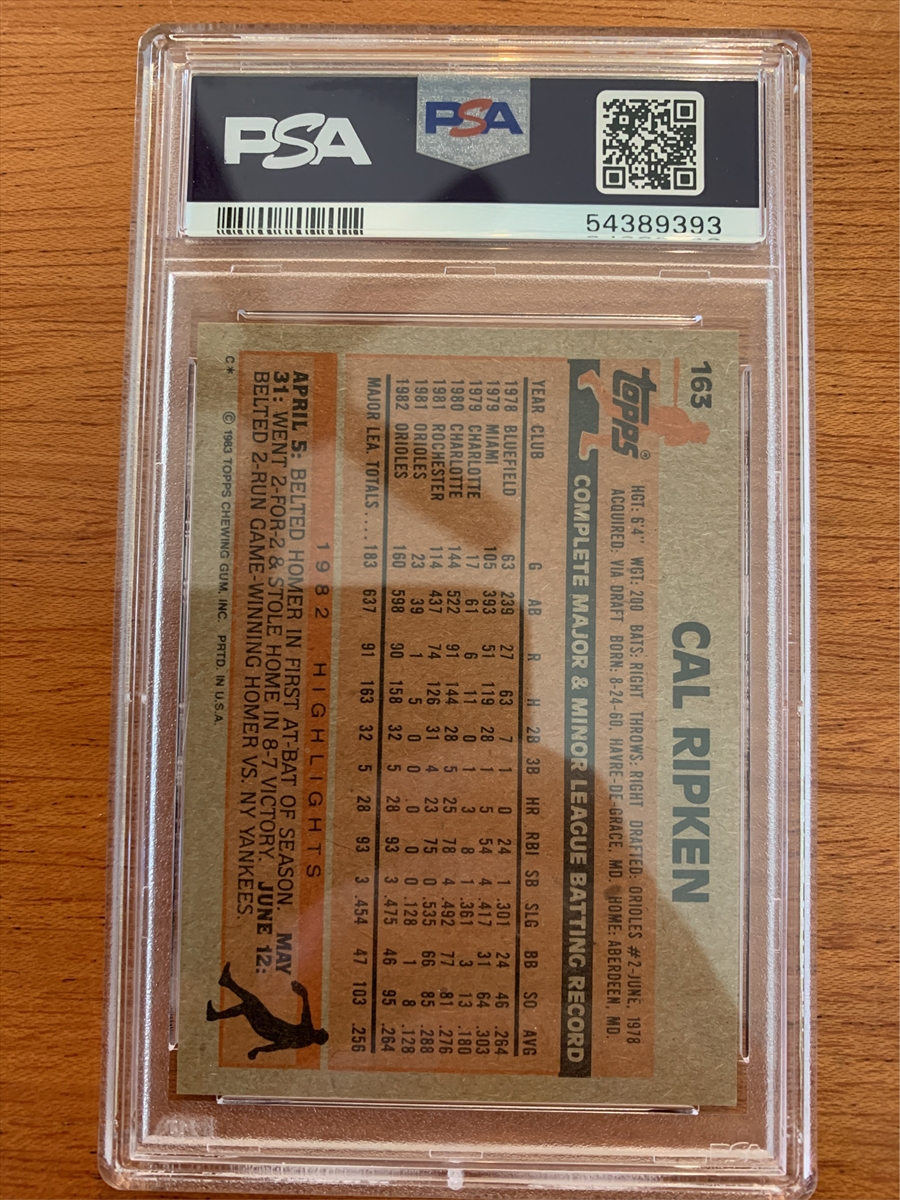 PSA
PSA
54389393
163
topps®
CAL RIPKEN
HGT: 6'4" WGT: 200 BATS: RIGHT THROWS: RIGHT DRAFTED: ORIOLES #2-JUNE, 1978
ACQUIRED: VIA DRAFT BORN: 8-24-60, HAVRE-DE-GRACE, MD. HOME: ABERDEEN, MD.
COMPLETE MAJOR & MINOR LEAGUE BATTING RECORD
YEAR CLUB G AB R H 2B 3B HR RBI SB SLG BB SO AVG
1978 BLUEFIELD 63 239 27 63 7 1 0 24 1 .301 24 46 .264
1979 MIAMI 105 393 51 119 28 1 5 54 4 .417 31 64 .303
1979 CHARLOTTE 17 61 6 11 0 1 3 8 1 .361 3 13 .180
1980 CHARLOTTE 144 522 91 144 28 5 25 78 4 .492 77 81 .276
1981 ROCHESTER 114 437 74 126 31 4 23 75 0 .535 66 85 .288
1981 ORIOLES 23 39 1 5 0 0 0 0 0 .128 1 8 .128
1982 ORIOLES 160 598 90 158 32 5 28 93 3 .475 46 95 .264
MAJOR LEA. TOTALS... 183 637 91 163 32 5 28 93 3 .454 47 103 .256
1982 HIGHLIGHTS
APRIL 5: BELTED HOMER IN FIRST AT-BAT OF SEASON. MAY
31: WENT 2-FOR-2 & STOLE HOME IN 8-7 VICTORY. JUNE 12:
BELTED 2-RUN GAME-WINNING HOMER VS. NY YANKEES.
C* © 1983 TOPPS CHEWING GUM, INC. PRTD. IN U.S.A.
PSA